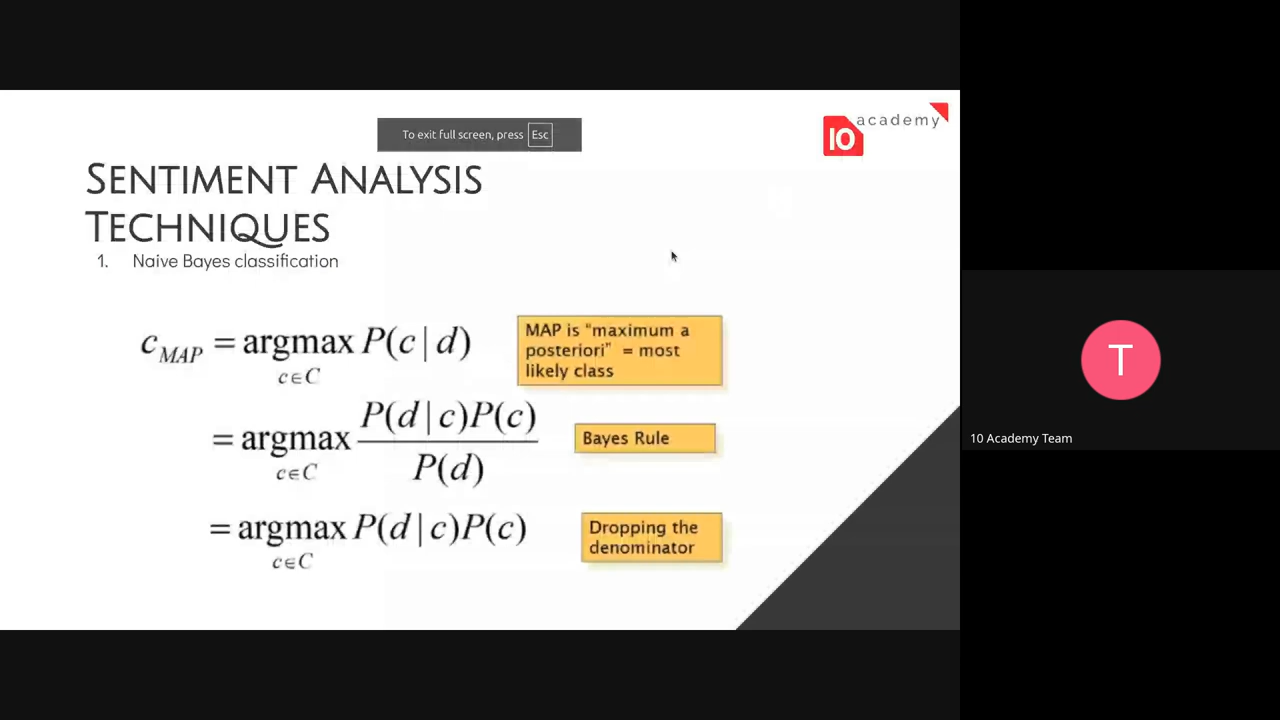 To exit full screen, press Esc
10 academy
SENTIMENT ANALYSIS
TECHNIQUES
1. Naive Bayes classification
c_MAP = argmax P(c | d)
c∈C
MAP is "maximum a
posteriori" = most
likely class
= argmax P(d | c)P(c) / P(d)
c∈C
Bayes Rule
= argmax P(d | c)P(c)
c∈C
Dropping the
denominator
T
10 Academy Team